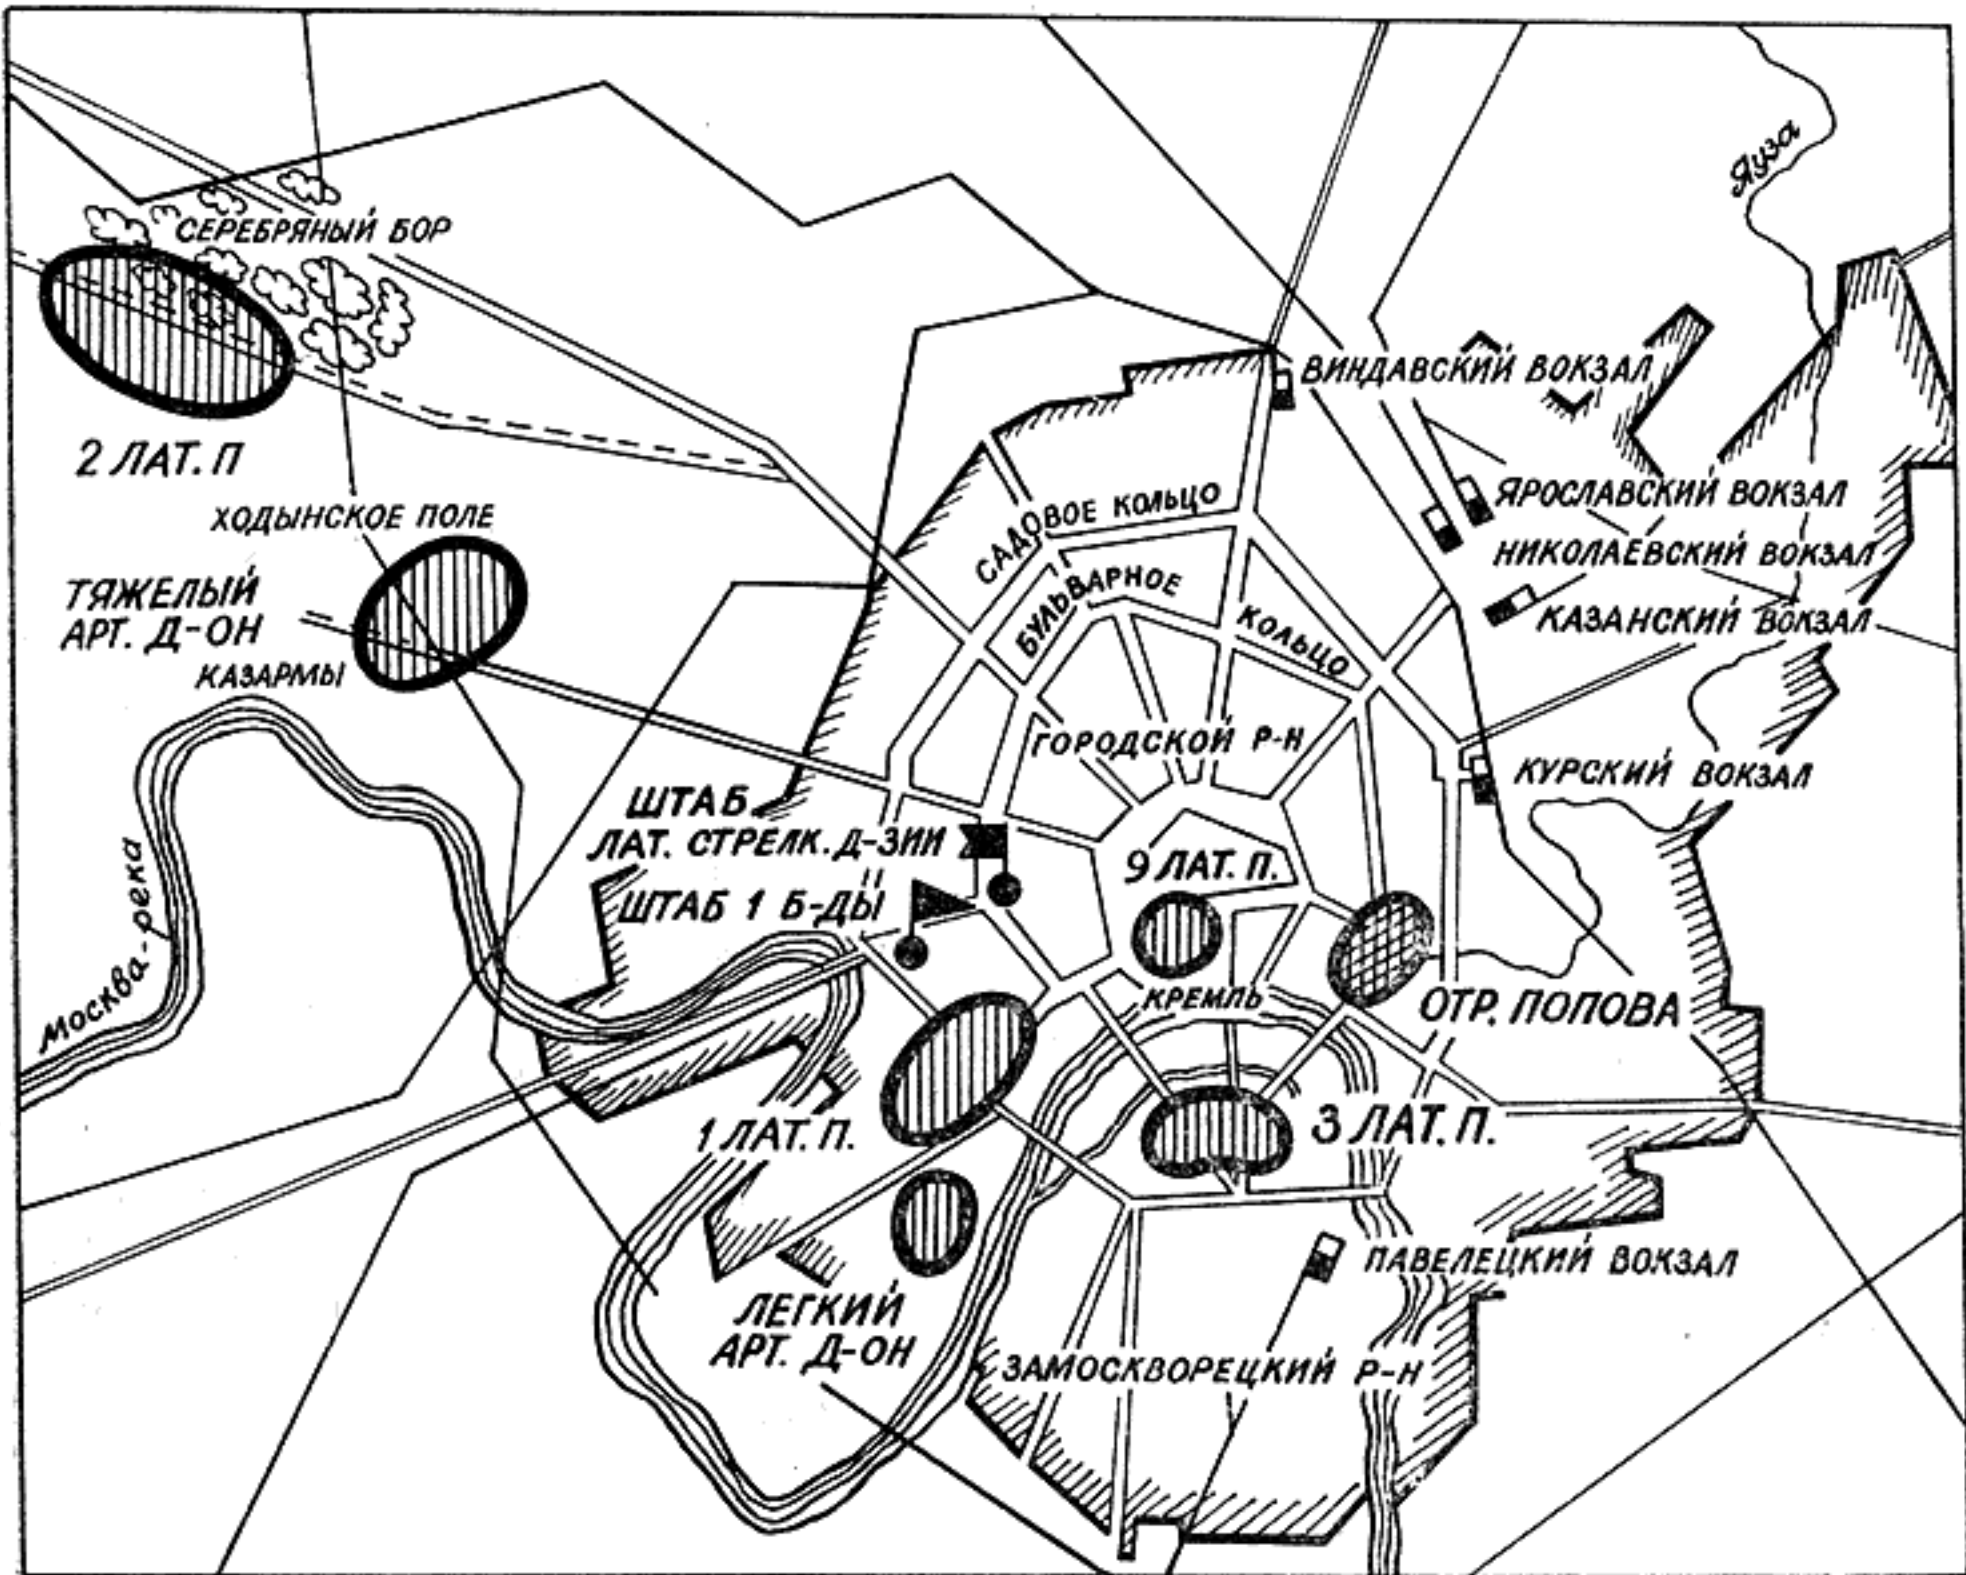 Яуза
СЕРЕБРЯНЫЙ БОР
ВИНДАВСКИЙ ВОКЗАЛ
2 ЛАТ. П
ЯРОСЛАВСКИЙ ВОКЗАЛ
САДОВОЕ КОЛЬЦО
ХОДЫНСКОЕ ПОЛЕ
НИКОЛАЕВСКИЙ ВОКЗАЛ
ТЯЖЕЛЫЙ
АРТ. Д-ОН
БУЛЬВАРНОЕ КОЛЬЦО
КАЗАНСКИЙ ВОКЗАЛ
КАЗАРМЫ
ГОРОДСКОЙ Р-Н
КУРСКИЙ ВОКЗАЛ
ШТАБ
ЛАТ. СТРЕЛК. Д-ЗИИ
9 ЛАТ. П.
ШТАБ 1 Б-ДЫ
Москва-река
КРЕМЛЬ
ОТР. ПОПОВА
1 ЛАТ. П.
3 ЛАТ. П.
ПАВЕЛЕЦКИЙ ВОКЗАЛ
ЛЕГКИЙ
АРТ. Д-ОН
ЗАМОСКВОРЕЦКИЙ Р-Н